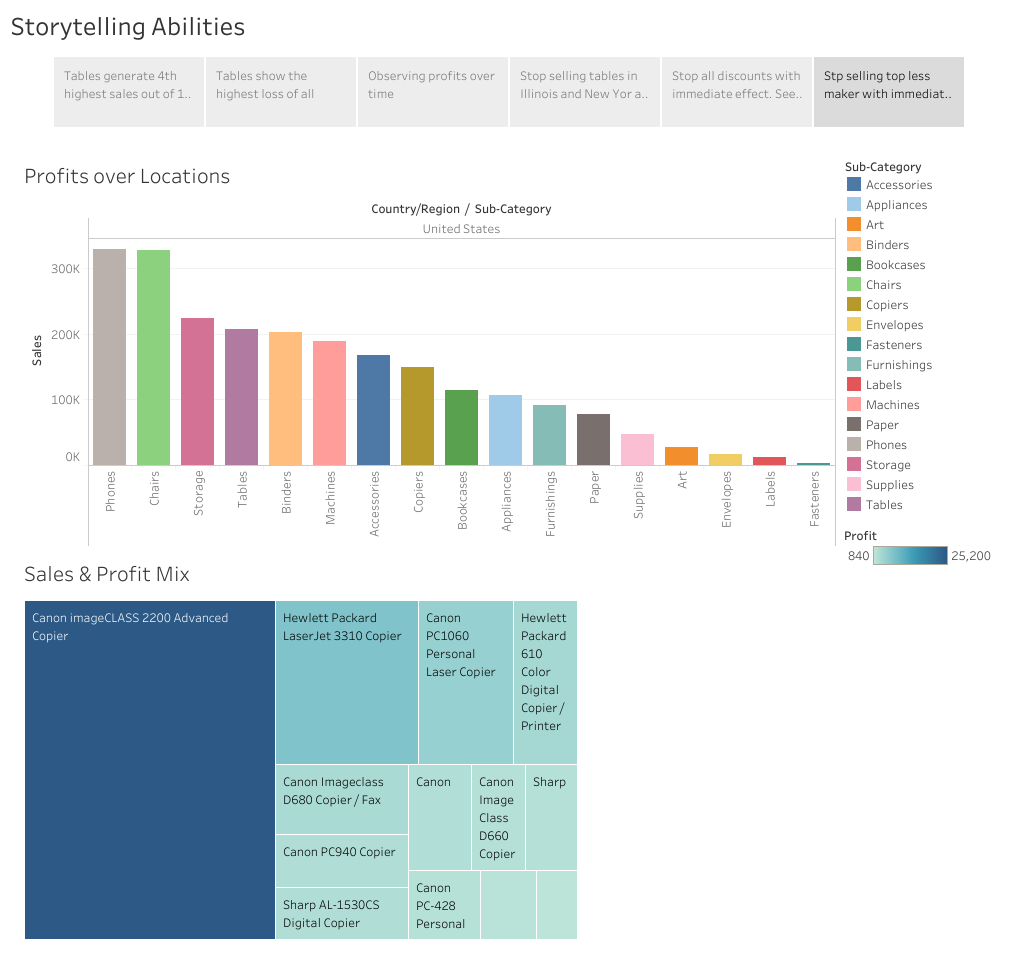 Storytelling Abilities
Tables generate 4th
highest sales out of 1..
Tables show the
highest loss of all
Observing profits over
time
Stop selling tables in
Illinois and New Yor a..
Stop all discounts with
immediate effect. See..
Stp selling top less
maker with immediat..
Profits over Locations
Country/Region / Sub-Category
United States
Sales
300K
200K
100K
0K
Phones
Chairs
Storage
Tables
Binders
Machines
Accessories
Copiers
Bookcases
Appliances
Furnishings
Paper
Supplies
Art
Envelopes
Labels
Fasteners
Sub-Category
Accessories
Appliances
Art
Binders
Bookcases
Chairs
Copiers
Envelopes
Fasteners
Furnishings
Labels
Machines
Paper
Phones
Storage
Supplies
Tables
Profit
840
25,200
Sales & Profit Mix
Canon imageCLASS 2200 Advanced
Copier
Hewlett Packard
LaserJet 3310 Copier
Canon
PC1060
Personal
Laser Copier
Hewlett
Packard
610
Color
Digital
Copier /
Printer
Canon Imageclass
D680 Copier / Fax
Canon PC940 Copier
Sharp AL-1530CS
Digital Copier
Canon
Canon
Image
Class
D660
Copier
Sharp
Canon
PC-428
Personal